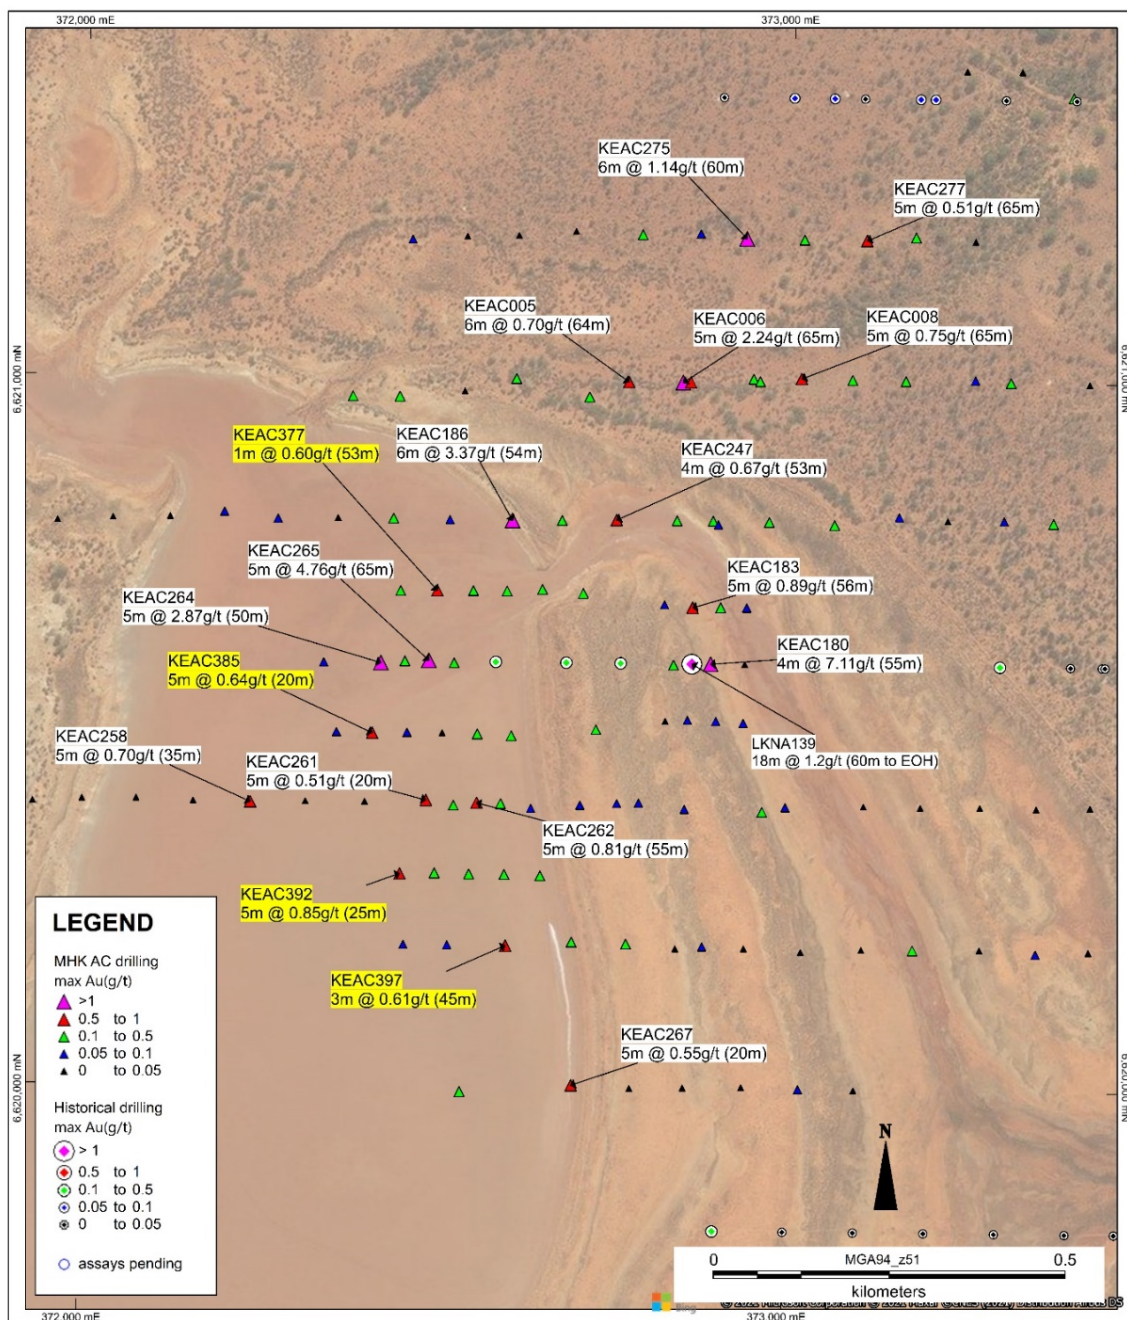 372,000 mE
373,000 mE
KEAC275
6m @ 1.14g/t (60m)
KEAC277
5m @ 0.51g/t (65m)
KEAC005
6m @ 0.70g/t (64m)
KEAC006
5m @ 2.24g/t (65m)
KEAC008
5m @ 0.75g/t (65m)
6,621,000 mN
6,621,000 mN
KEAC377
1m @ 0.60g/t (53m)
KEAC186
6m @ 3.37g/t (54m)
KEAC247
4m @ 0.67g/t (53m)
KEAC265
5m @ 4.76g/t (65m)
KEAC183
5m @ 0.89g/t (56m)
KEAC264
5m @ 2.87g/t (50m)
KEAC180
4m @ 7.11g/t (55m)
KEAC385
5m @ 0.64g/t (20m)
KEAC258
5m @ 0.70g/t (35m)
KEAC261
5m @ 0.51g/t (20m)
LKNA139
18m @ 1.2g/t (60m to EOH)
KEAC262
5m @ 0.81g/t (55m)
KEAC392
5m @ 0.85g/t (25m)
KEAC397
3m @ 0.61g/t (45m)
KEAC267
5m @ 0.55g/t (20m)
6,620,000 mN
6,620,000 mN
LEGEND
MHK AC drilling
max Au(g/t)
>1
0.5 to 1
0.1 to 0.5
0.05 to 0.1
0 to 0.05
Historical drilling
max Au(g/t)
> 1
0.5 to 1
0.1 to 0.5
0.05 to 0.1
0 to 0.05
assays pending
N
0 MGA94_z51 0.5
kilometers
Bing
372,000 mE
373,000 mE